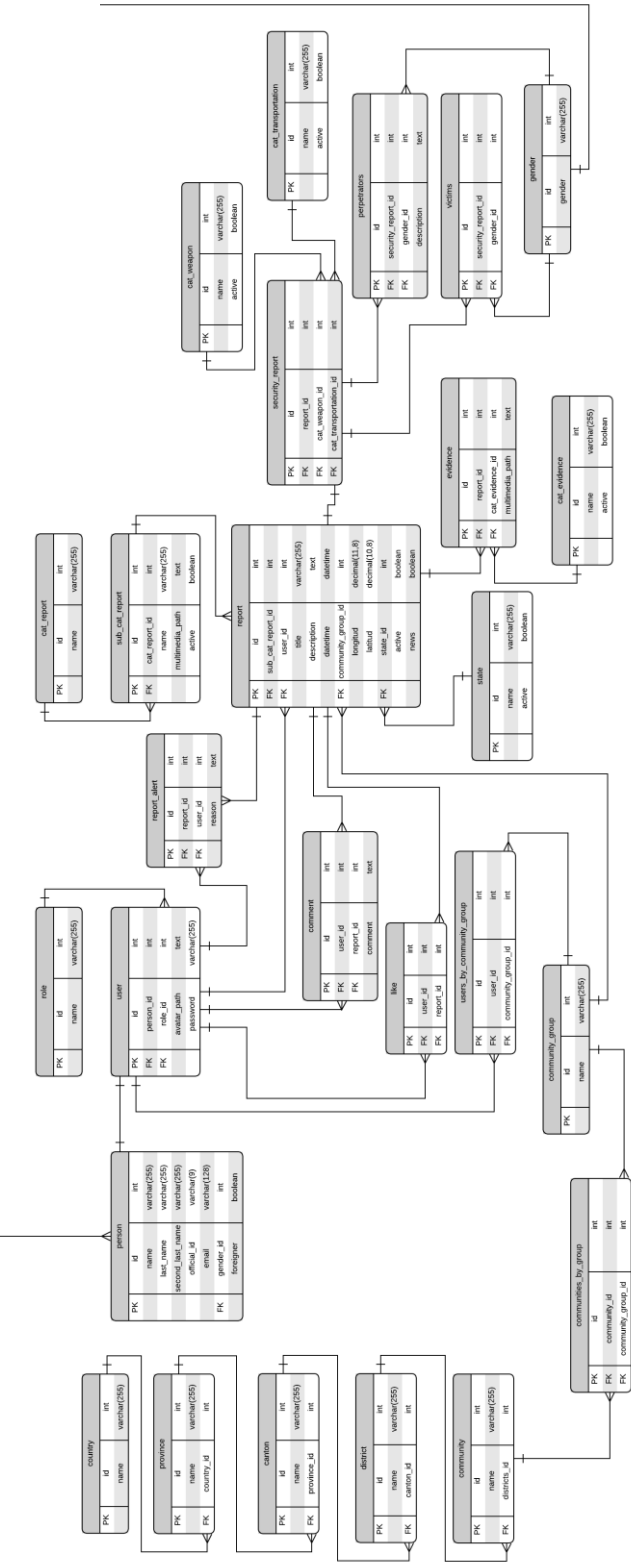 country
PK id int
name varchar(255)
province
PK id int
name varchar(255)
FK country_id int
canton
PK id int
name varchar(255)
FK province_id int
district
PK id int
name varchar(255)
FK canton_id int
community
PK id int
name varchar(255)
FK districts_id int
communities_by_group
PK id int
FK community_id int
FK community_group_id int
person
PK id int
name varchar(255)
last_name varchar(255)
second_last_name varchar(255)
official_id varchar(9)
email varchar(128)
FK gender_id int
foreigner boolean
role
PK id int
name varchar(255)
user
PK id int
FK person_id int
FK role_id int
avatar_path text
password varchar(255)
report_alert
PK id int
FK report_id int
FK user_id int
reason text
comment
PK id int
FK user_id int
FK report_id int
comment text
like
PK id int
FK user_id int
FK report_id int
users_by_community_group
PK id int
FK user_id int
FK community_group_id int
community_group
PK id int
name varchar(255)
cat_report
PK id int
name varchar(255)
sub_cat_report
PK id int
FK cat_report_id int
name varchar(255)
multimedia_path text
active boolean
report
PK id int
FK sub_cat_report_id int
FK user_id int
title varchar(255)
description text
datetime datetime
FK community_group_id int
longitud decimal(11,8)
latitud decimal(10,8)
FK state_id int
active boolean
news boolean
state
PK id int
name varchar(255)
active boolean
evidence
PK id int
FK report_id int
FK cat_evidence_id int
multimedia_path text
cat_evidence
PK id int
name varchar(255)
active boolean
cat_weapon
PK id int
name varchar(255)
active boolean
cat_transportation
PK id int
name varchar(255)
active boolean
security_report
PK id int
FK report_id int
FK cat_weapon_id int
FK cat_transportation_id int
perpetrators
PK id int
FK security_report_id int
FK gender_id int
description text
victims
PK id int
FK security_report_id int
FK gender_id int
gender
PK id int
gender varchar(255)